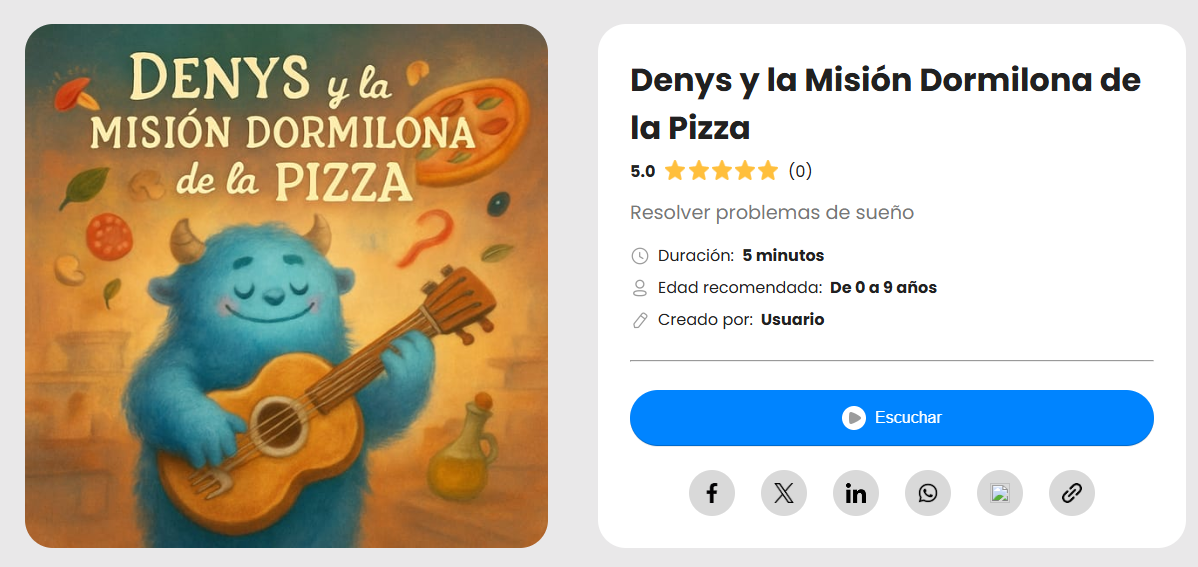 DENYS y la
MISIÓN DORMILONA
de la PIZZA
Denys y la Misión Dormilona de
la Pizza
5.0 (0)
Resolver problemas de sueño
Duración: 5 minutos
Edad recomendada: De 0 a 9 años
Creado por: Usuario
Escuchar